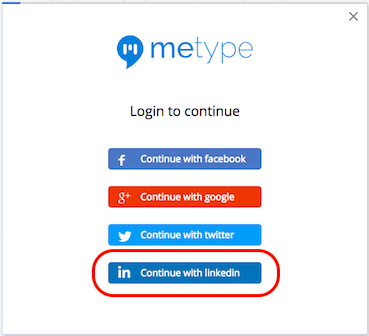 metype
Login to continue
f Continue with facebook
g+ Continue with google
Continue with twitter
in Continue with linkedin